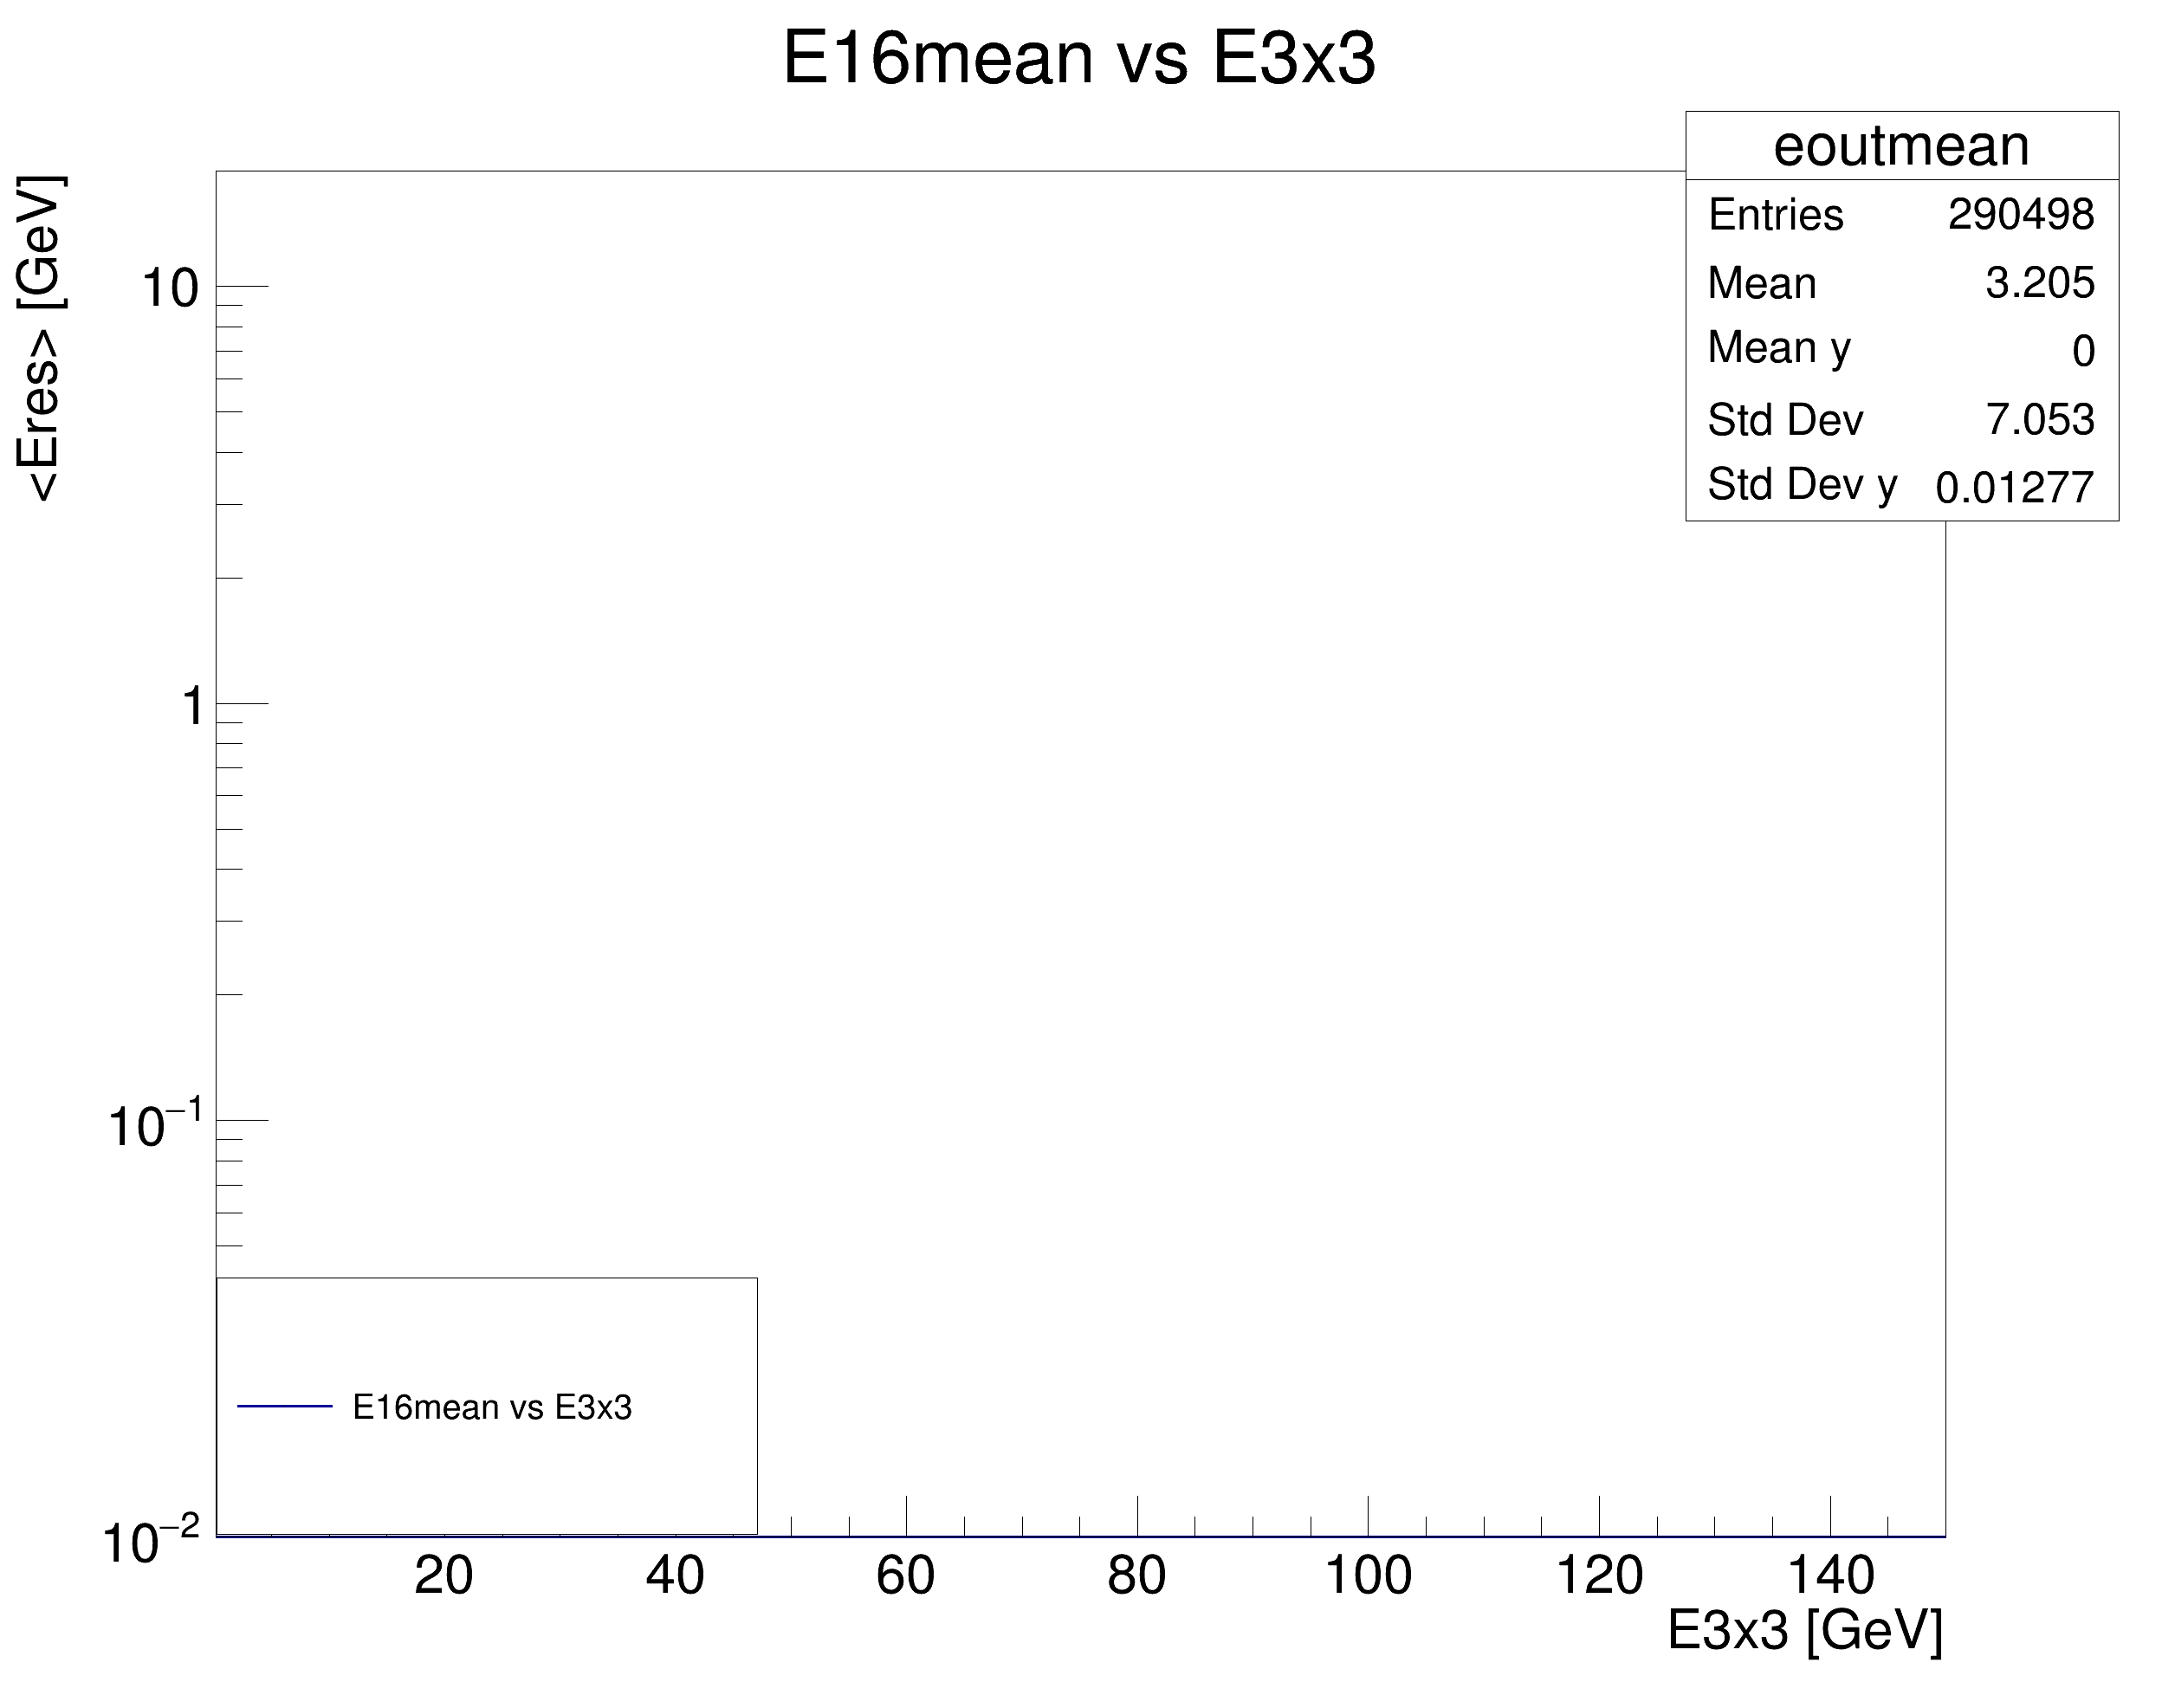 E16mean vs E3x3
eoutmean
Entries 290498
Mean 3.205
Mean y 0
Std Dev 7.053
Std Dev y 0.01277
<Eres> [GeV]
10
1
10⁻¹
10⁻²
E16mean vs E3x3
20 40 60 80 100 120 140
E3x3 [GeV]